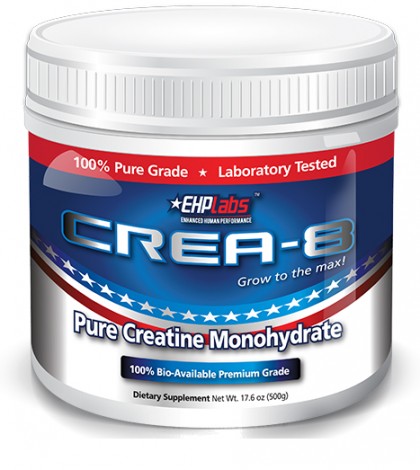 100% Pure Grade ★ Laboratory Tested
★EHPLabs™
ENHANCED HUMAN PERFORMANCE
CREA-8
Grow to the max!
Pure Creatine Monohydrate
100% Bio-Available Premium Grade
Dietary Supplement Net Wt. 17.6 oz (500g)